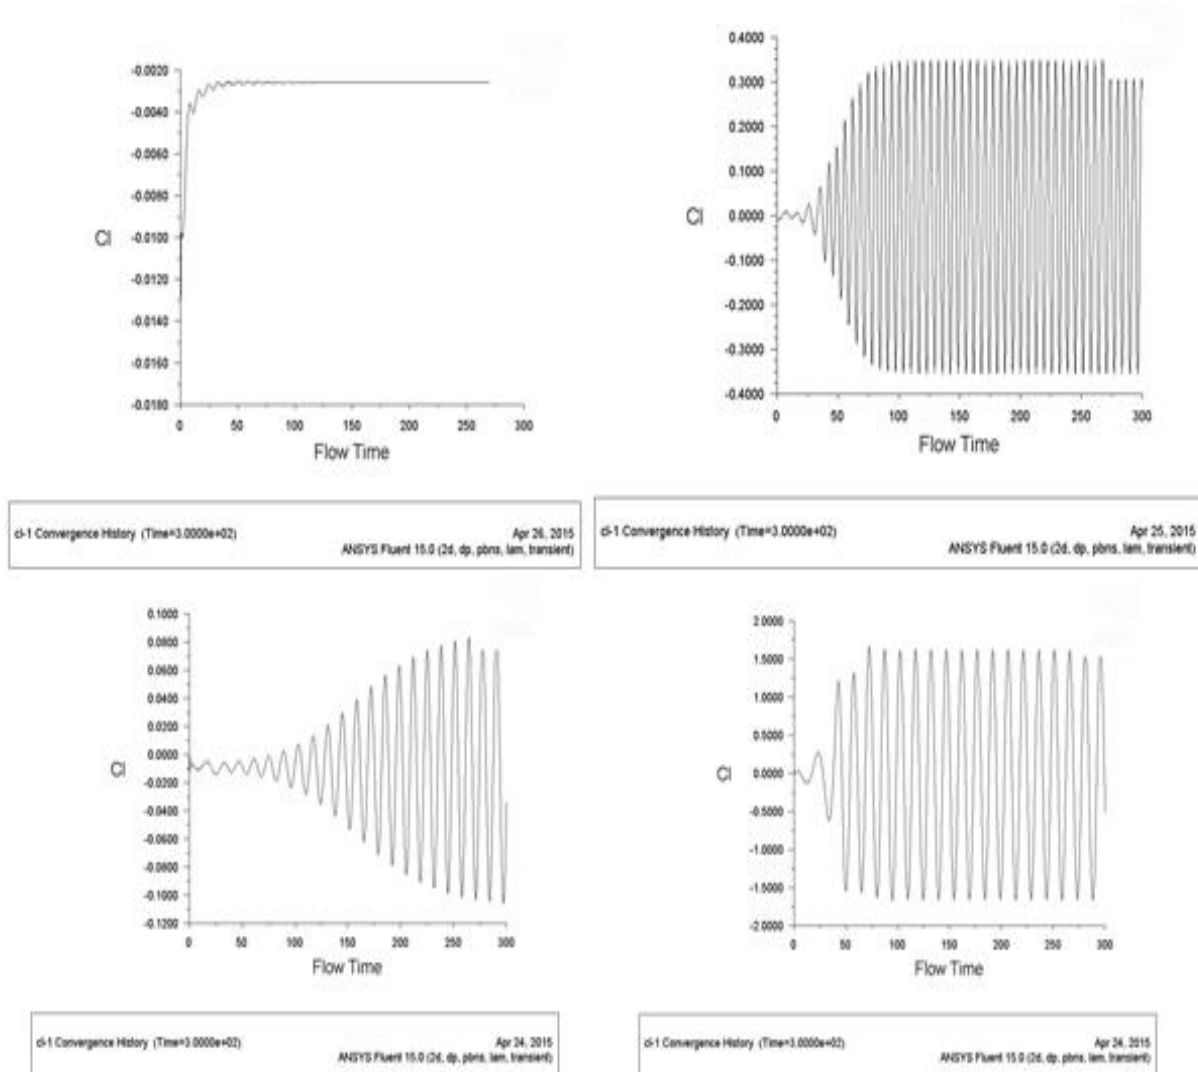 -0.0020
-0.0040
-0.0060
-0.0080
-0.0100
-0.0120
-0.0140
-0.0160
-0.0180
Cl
0 50 100 150 200 250 300
Flow Time
cl-1 Convergence History (Time=3.0000e+02) Apr 26, 2015
ANSYS Fluent 15.0 (2d, dp, pbns, lam, transient)
0.4000
0.3000
0.2000
0.1000
0.0000
-0.1000
-0.2000
-0.3000
-0.4000
Cl
0 50 100 150 200 250 300
Flow Time
cl-1 Convergence History (Time=3.0000e+02) Apr 25, 2015
ANSYS Fluent 15.0 (2d, dp, pbns, lam, transient)
0.1000
0.0800
0.0600
0.0400
0.0200
0.0000
-0.0200
-0.0400
-0.0600
-0.0800
-0.1000
-0.1200
Cl
0 50 100 150 200 250 300
Flow Time
cl-1 Convergence History (Time=3.0000e+02) Apr 24, 2015
ANSYS Fluent 15.0 (2d, dp, pbns, lam, transient)
2.0000
1.5000
1.0000
0.5000
0.0000
-0.5000
-1.0000
-1.5000
-2.0000
Cl
0 50 100 150 200 250 300
Flow Time
cl-1 Convergence History (Time=3.0000e+02) Apr 24, 2015
ANSYS Fluent 15.0 (2d, dp, pbns, lam, transient)